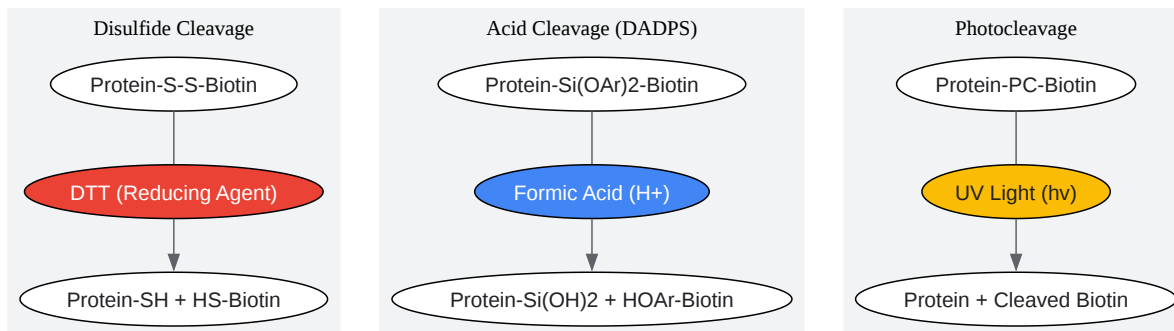 Disulfide Cleavage
Protein-S-S-Biotin
DTT (Reducing Agent)
Protein-SH + HS-Biotin
Acid Cleavage (DADPS)
Protein-Si(OAr)2-Biotin
Formic Acid (H+)
Protein-Si(OH)2 + HOAr-Biotin
Photocleavage
Protein-PC-Biotin
UV Light (hv)
Protein + Cleaved Biotin